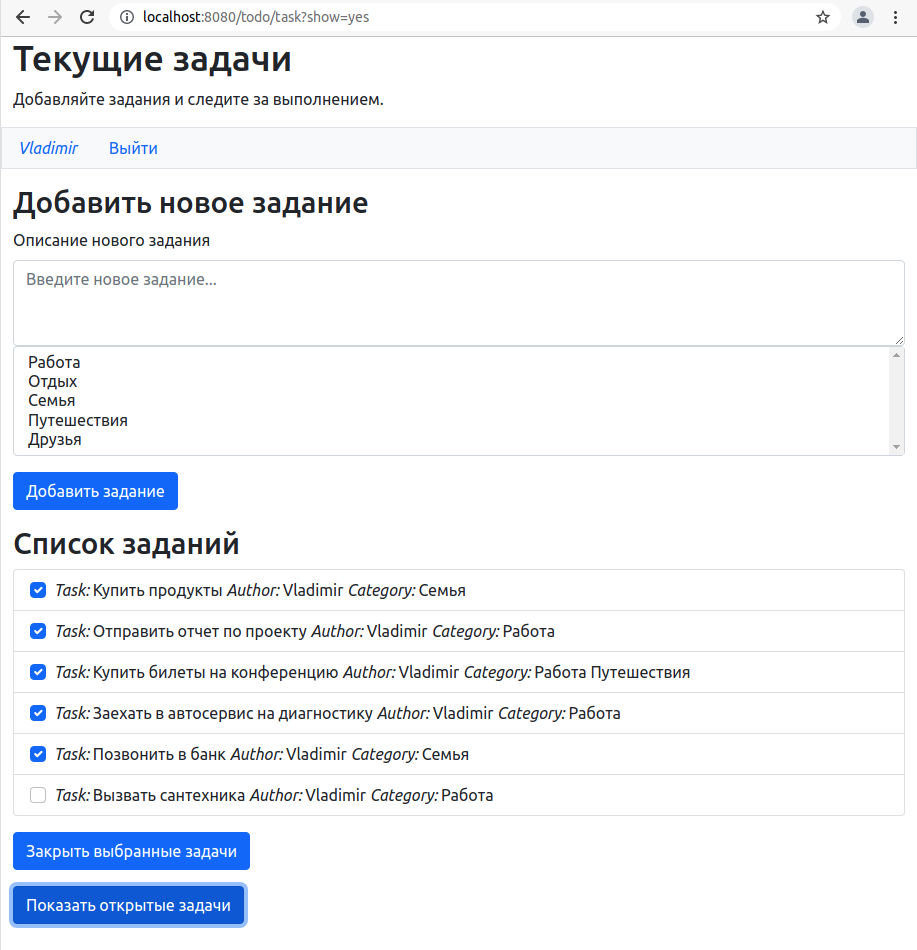 localhost:8080/todo/task?show=yes
Текущие задачи
Добавляйте задания и следите за выполнением.
Vladimir Выйти
Добавить новое задание
Описание нового задания
Введите новое задание...
Работа
Отдых
Семья
Путешествия
Друзья
Добавить задание
Список заданий
Task: Купить продукты Author: Vladimir Category: Семья
Task: Отправить отчет по проекту Author: Vladimir Category: Работа
Task: Купить билеты на конференцию Author: Vladimir Category: Работа Путешествия
Task: Заехать в автосервис на диагностику Author: Vladimir Category: Работа
Task: Позвонить в банк Author: Vladimir Category: Семья
Task: Вызвать сантехника Author: Vladimir Category: Работа
Закрыть выбранные задачи
Показать открытые задачи